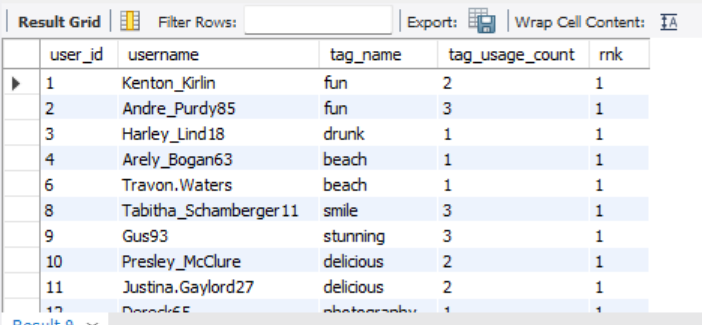 Result Grid Filter Rows: Export: Wrap Cell Content: IA
user_id username tag_name tag_usage_count rnk
1 Kenton_Kirlin fun 2 1
2 Andre_Purdy85 fun 3 1
3 Harley_Lind18 drunk 1 1
4 Arely_Bogan63 beach 1 1
6 Travon.Waters beach 1 1
8 Tabitha_Schamberger11 smile 3 1
9 Gus93 stunning 3 1
10 Presley_McClure delicious 2 1
11 Justina.Gaylord27 delicious 2 1
12 Dereck65 photography 1 1